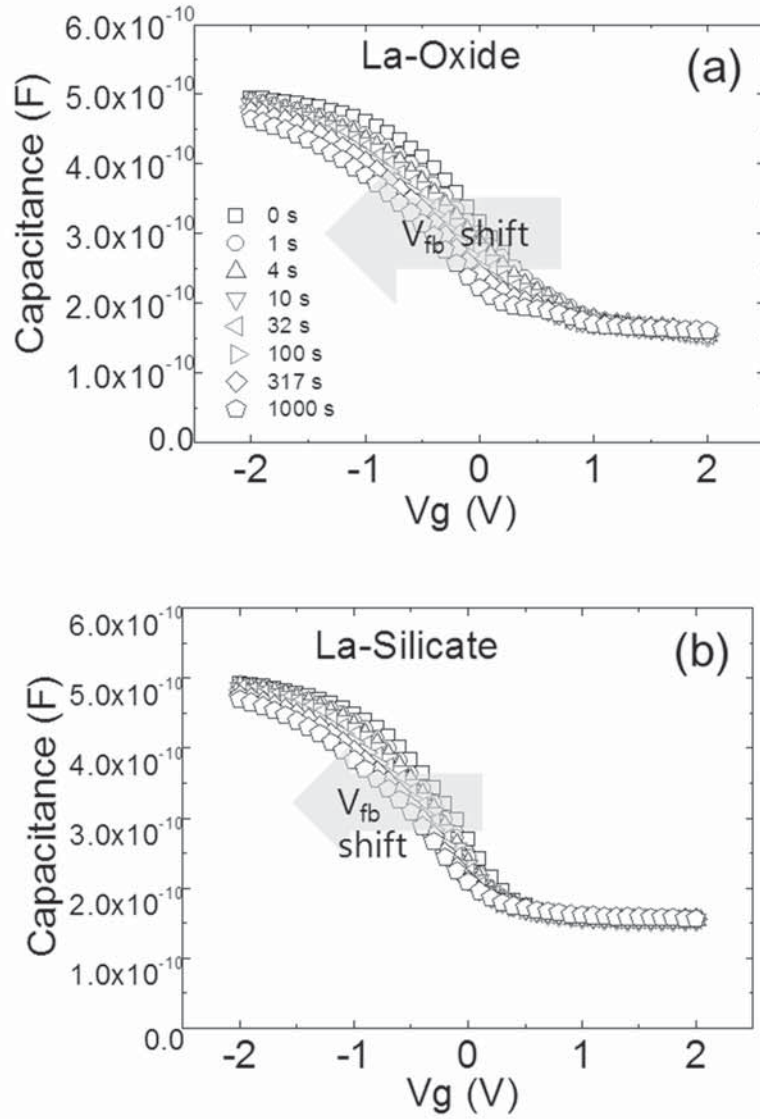 6.0x10⁻¹⁰
La-Oxide
(a)
5.0x10⁻¹⁰
4.0x10⁻¹⁰
3.0x10⁻¹⁰
2.0x10⁻¹⁰
1.0x10⁻¹⁰
0.0
Capacitance (F)
0 s
1 s
4 s
10 s
32 s
100 s
317 s
1000 s
Vfb shift
-2 -1 0 1 2
Vg (V)
6.0x10⁻¹⁰
La-Silicate
(b)
5.0x10⁻¹⁰
4.0x10⁻¹⁰
3.0x10⁻¹⁰
2.0x10⁻¹⁰
1.0x10⁻¹⁰
0.0
Capacitance (F)
Vfb
shift
-2 -1 0 1 2
Vg (V)